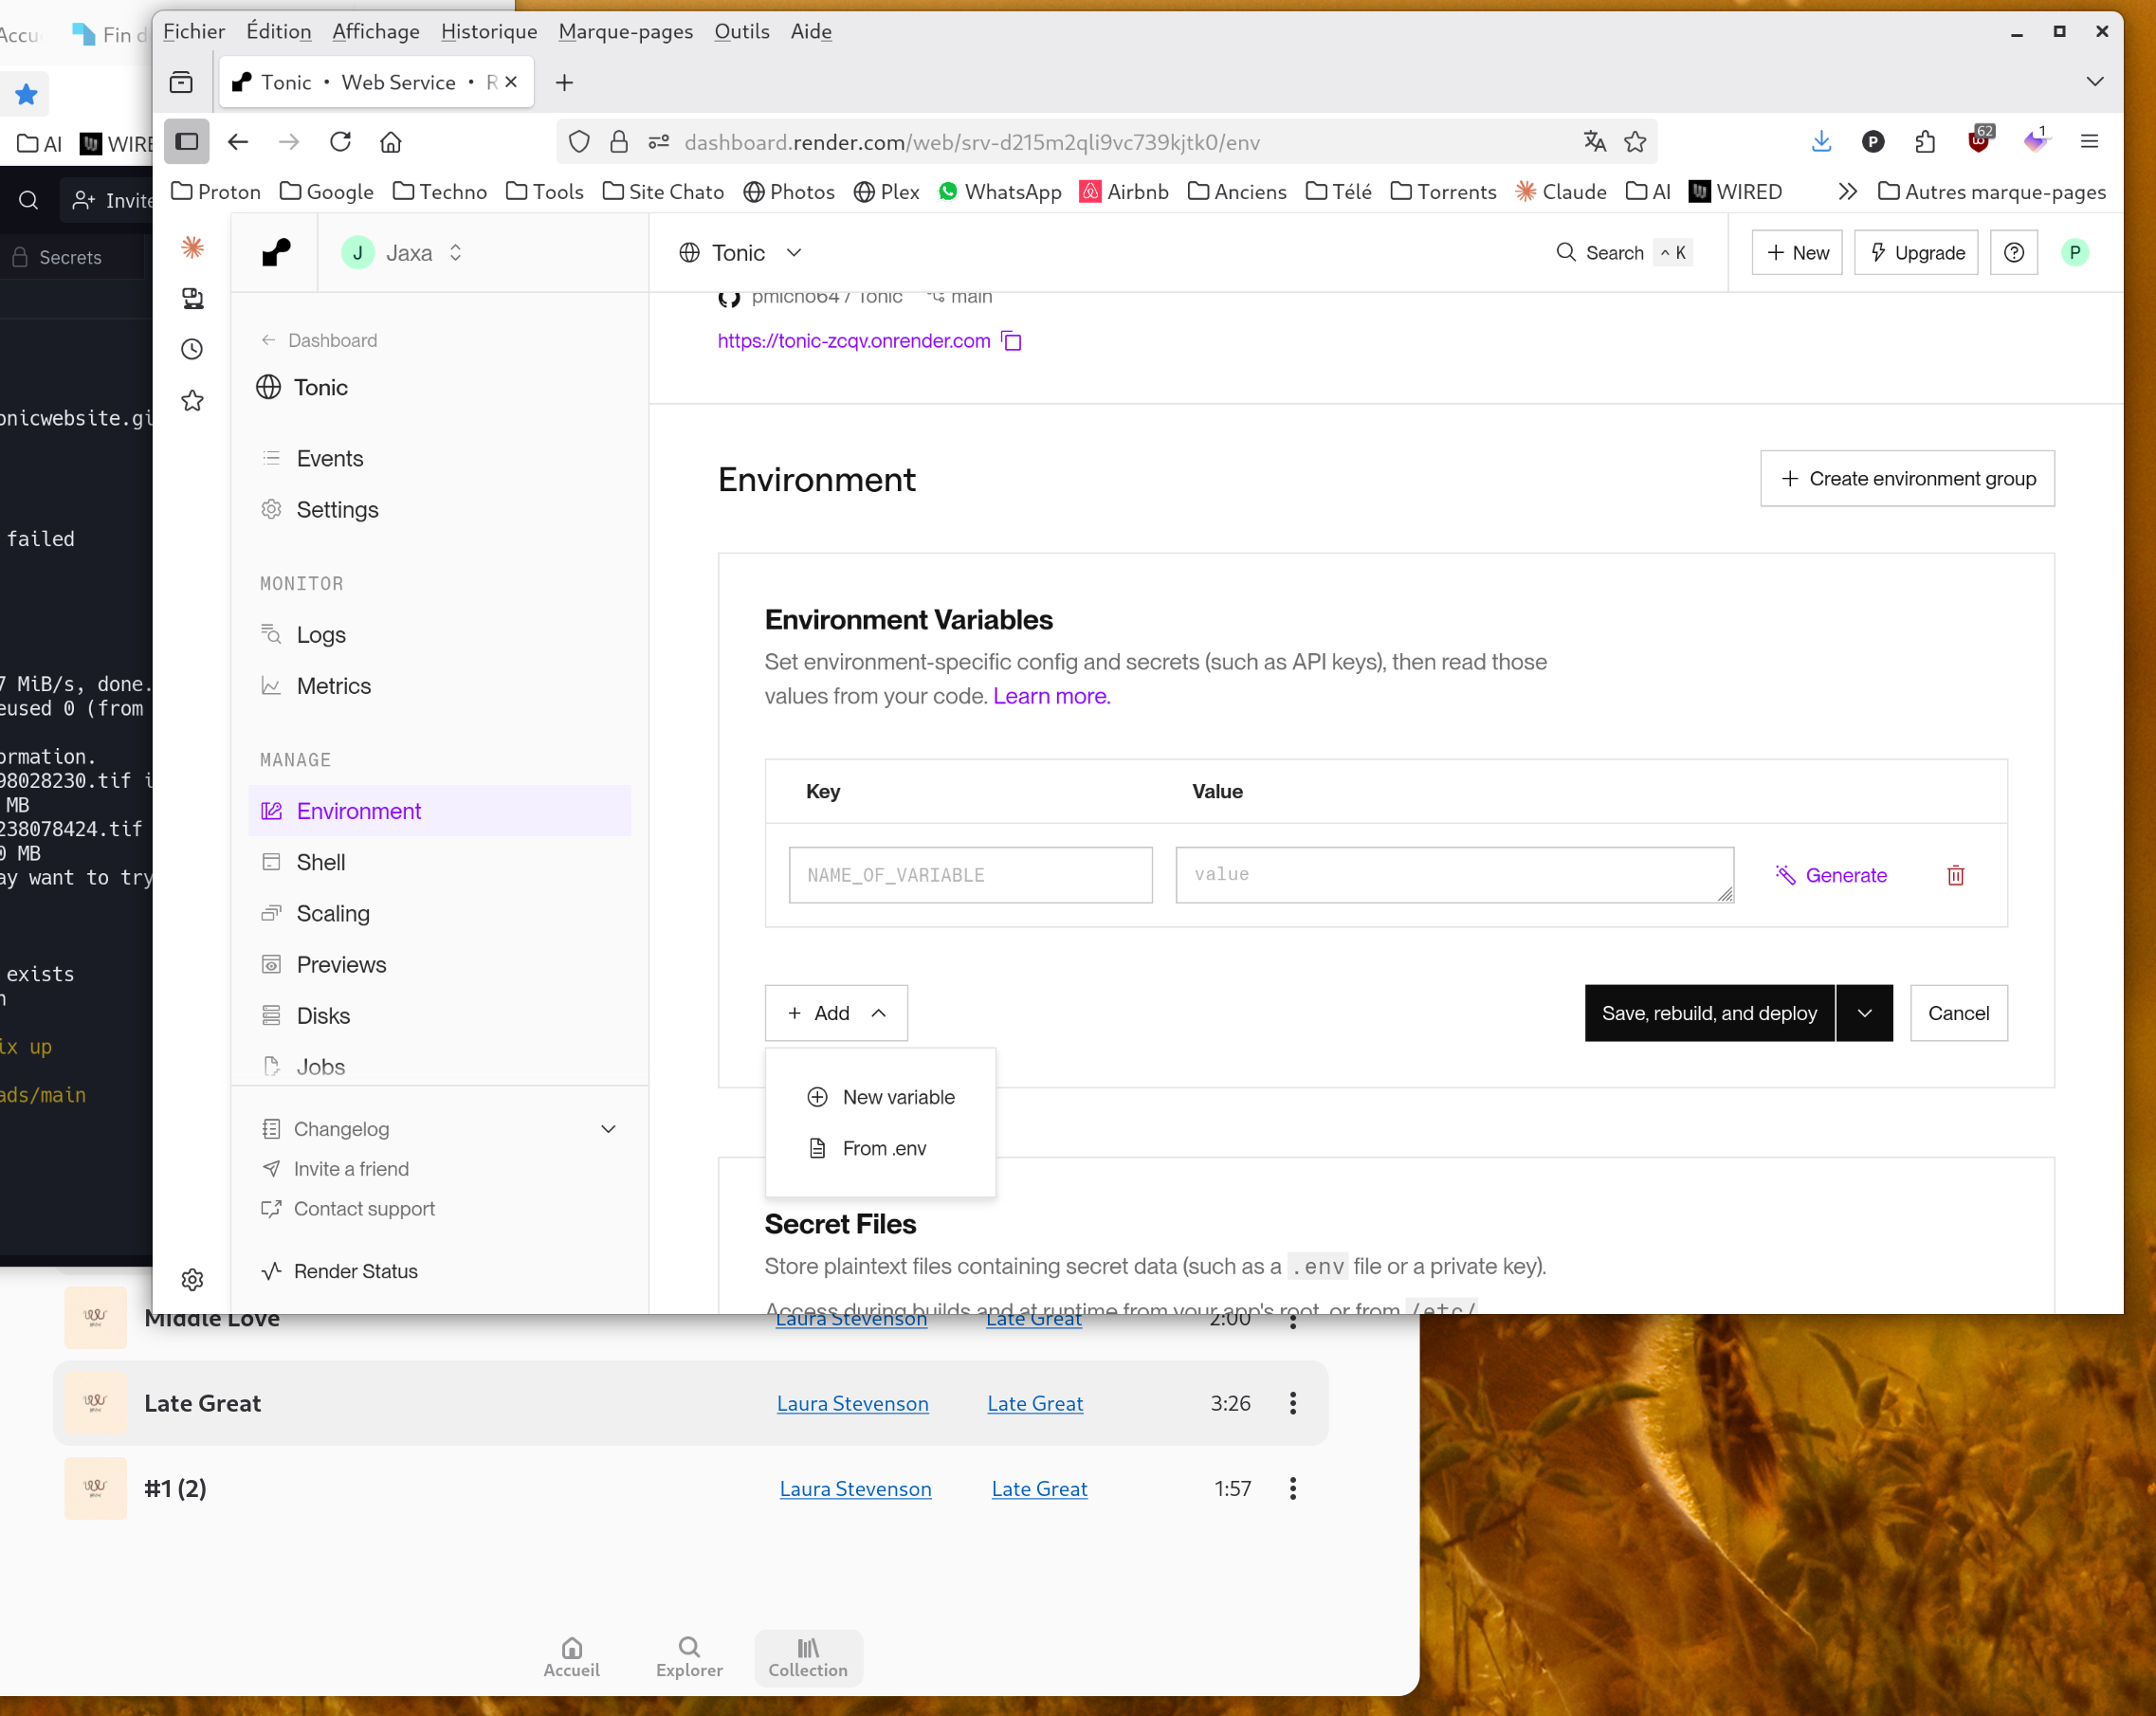 Fichier Édition Affichage Historique Marque-pages Outils Aide
Fin d
Tonic • Web Service • R
dashboard.render.com/web/srv-d215m2qli9vc739kjtk0/env
62
1
P
AI WIRE
Proton Google Techno Tools Site Chato Photos Plex WhatsApp Airbnb Anciens Télé Torrents Claude AI WIRED Autres marque-pages
Invite
Secrets
J Jaxa
Tonic
Search ^ K
New
Upgrade
P
pmicho64 / Tonic main
https://tonic-zcqv.onrender.com
Dashboard
Tonic
Events
Settings
MONITOR
Logs
Metrics
MANAGE
Environment
Shell
Scaling
Previews
Disks
Jobs
Changelog
Invite a friend
Contact support
Render Status
Environment
Create environment group
Environment Variables
Set environment-specific config and secrets (such as API keys), then read those
values from your code. Learn more.
Key Value
NAME_OF_VARIABLE value Generate
Add
Save, rebuild, and deploy
Cancel
New variable
From .env
Secret Files
Store plaintext files containing secret data (such as a .env file or a private key).
Access during builds and at runtime from your app's root, or from /etc/
onicwebsite.gi
failed
7 MiB/s, done.
eused 0 (from
ormation.
98028230.tif i
MB
238078424.tif
0 MB
ay want to try
exists
n
ix up
ads/main
Middle Love Laura Stevenson Late Great 2:00
Late Great Laura Stevenson Late Great 3:26
#1 (2) Laura Stevenson Late Great 1:57
Accueil Explorer Collection